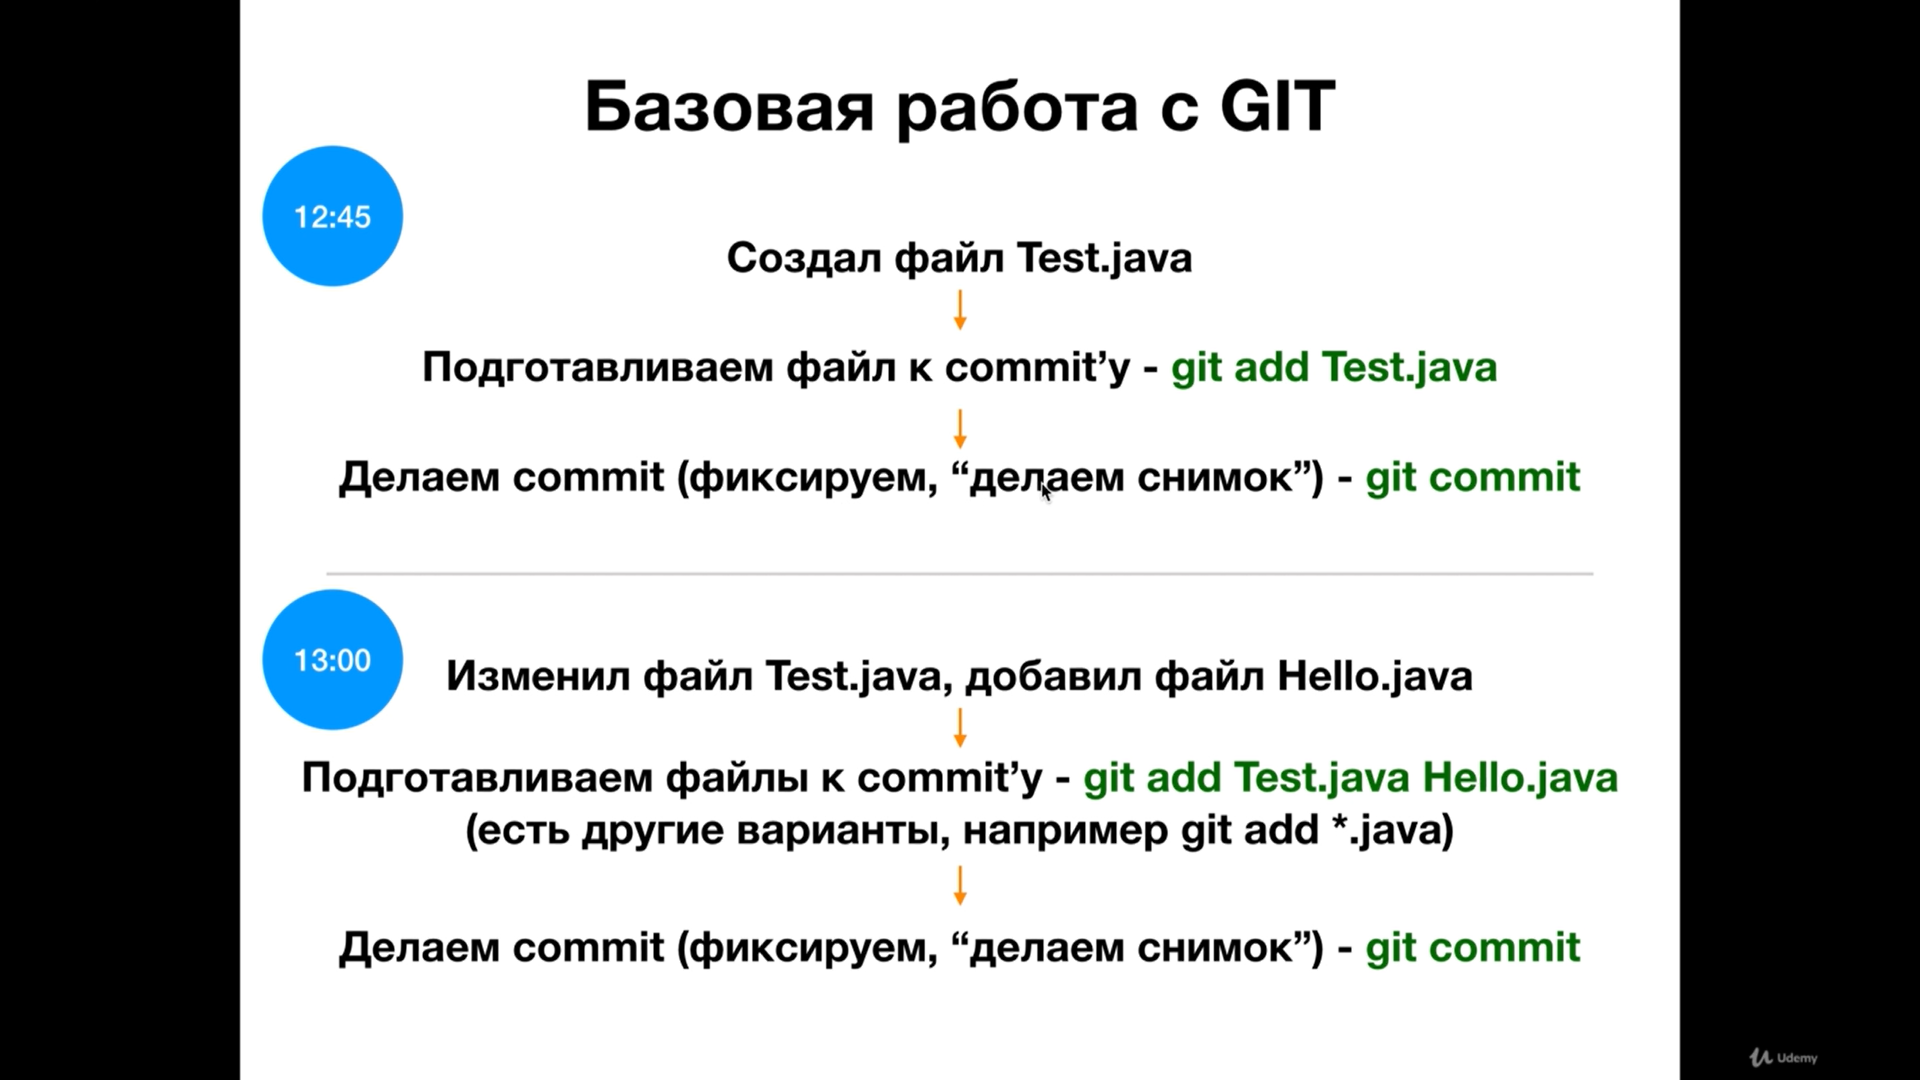 Базовая работа с GIT
12:45
Создал файл Test.java
Подготавливаем файл к commit’у - git add Test.java
Делаем commit (фиксируем, “делаем снимок”) - git commit
13:00
Изменил файл Test.java, добавил файл Hello.java
Подготавливаем файлы к commit’у - git add Test.java Hello.java
(есть другие варианты, например git add *.java)
Делаем commit (фиксируем, “делаем снимок”) - git commit
Udemy